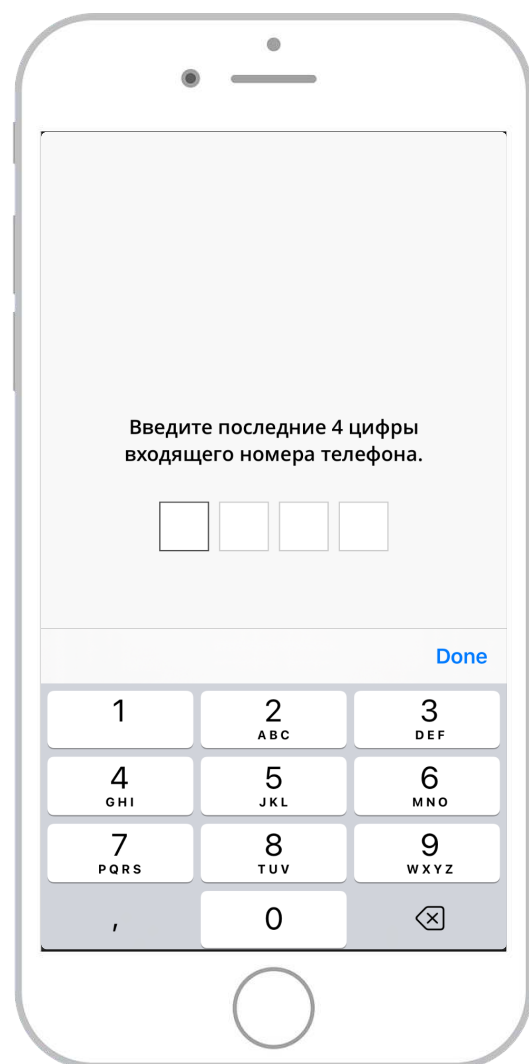 Введите последние 4 цифры
входящего номера телефона.
Done
1
2
ABC
3
DEF
4
GHI
5
JKL
6
MNO
7
PQRS
8
TUV
9
WXYZ
,
0